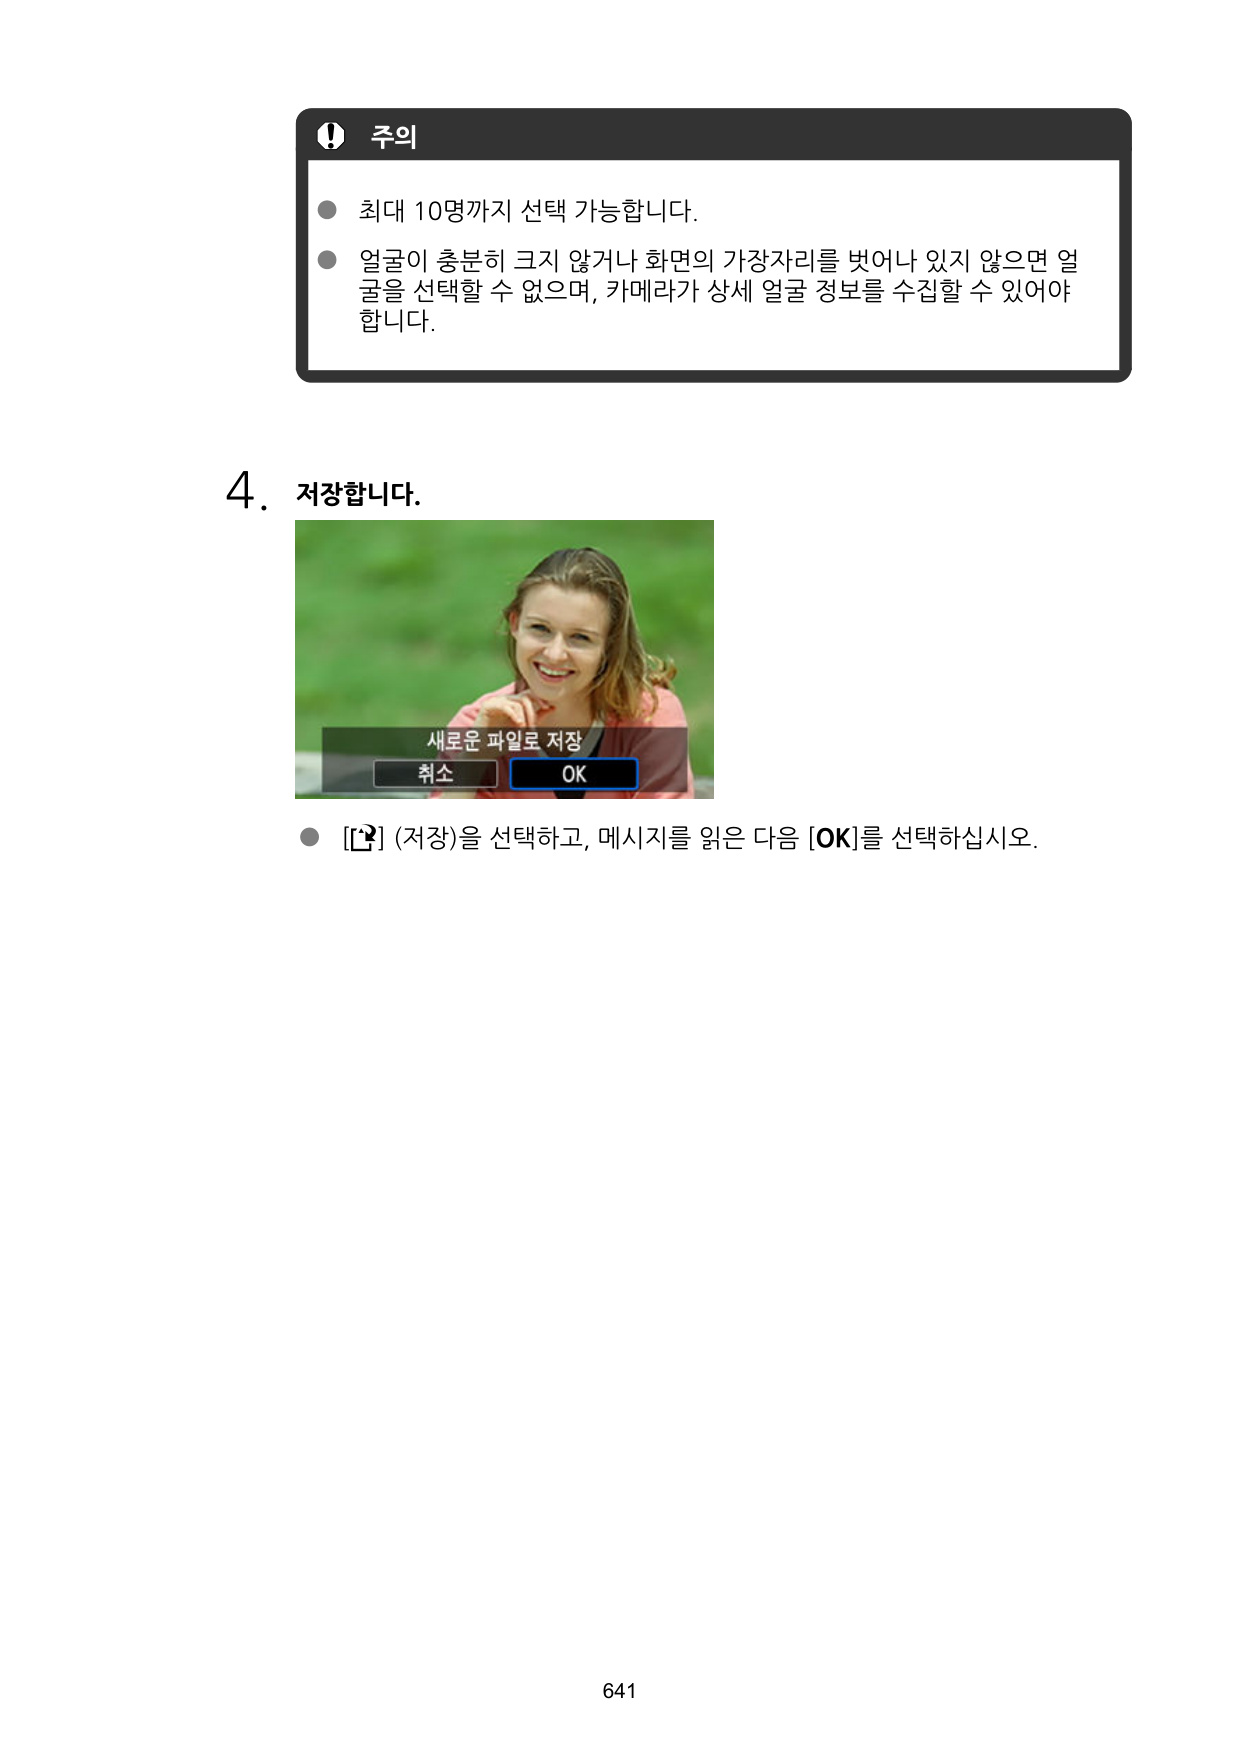 주의
최대 10명까지 선택 가능합니다.
얼굴이 충분히 크지 않거나 화면의 가장자리를 벗어나 있지 않으면 얼
굴을 선택할 수 없으며, 카메라가 상세 얼굴 정보를 수집할 수 있어야
합니다.
4. 저장합니다.
새로운 파일로 저장
취소 OK
[] (저장)을 선택하고, 메시지를 읽은 다음 [OK]를 선택하십시오.
641